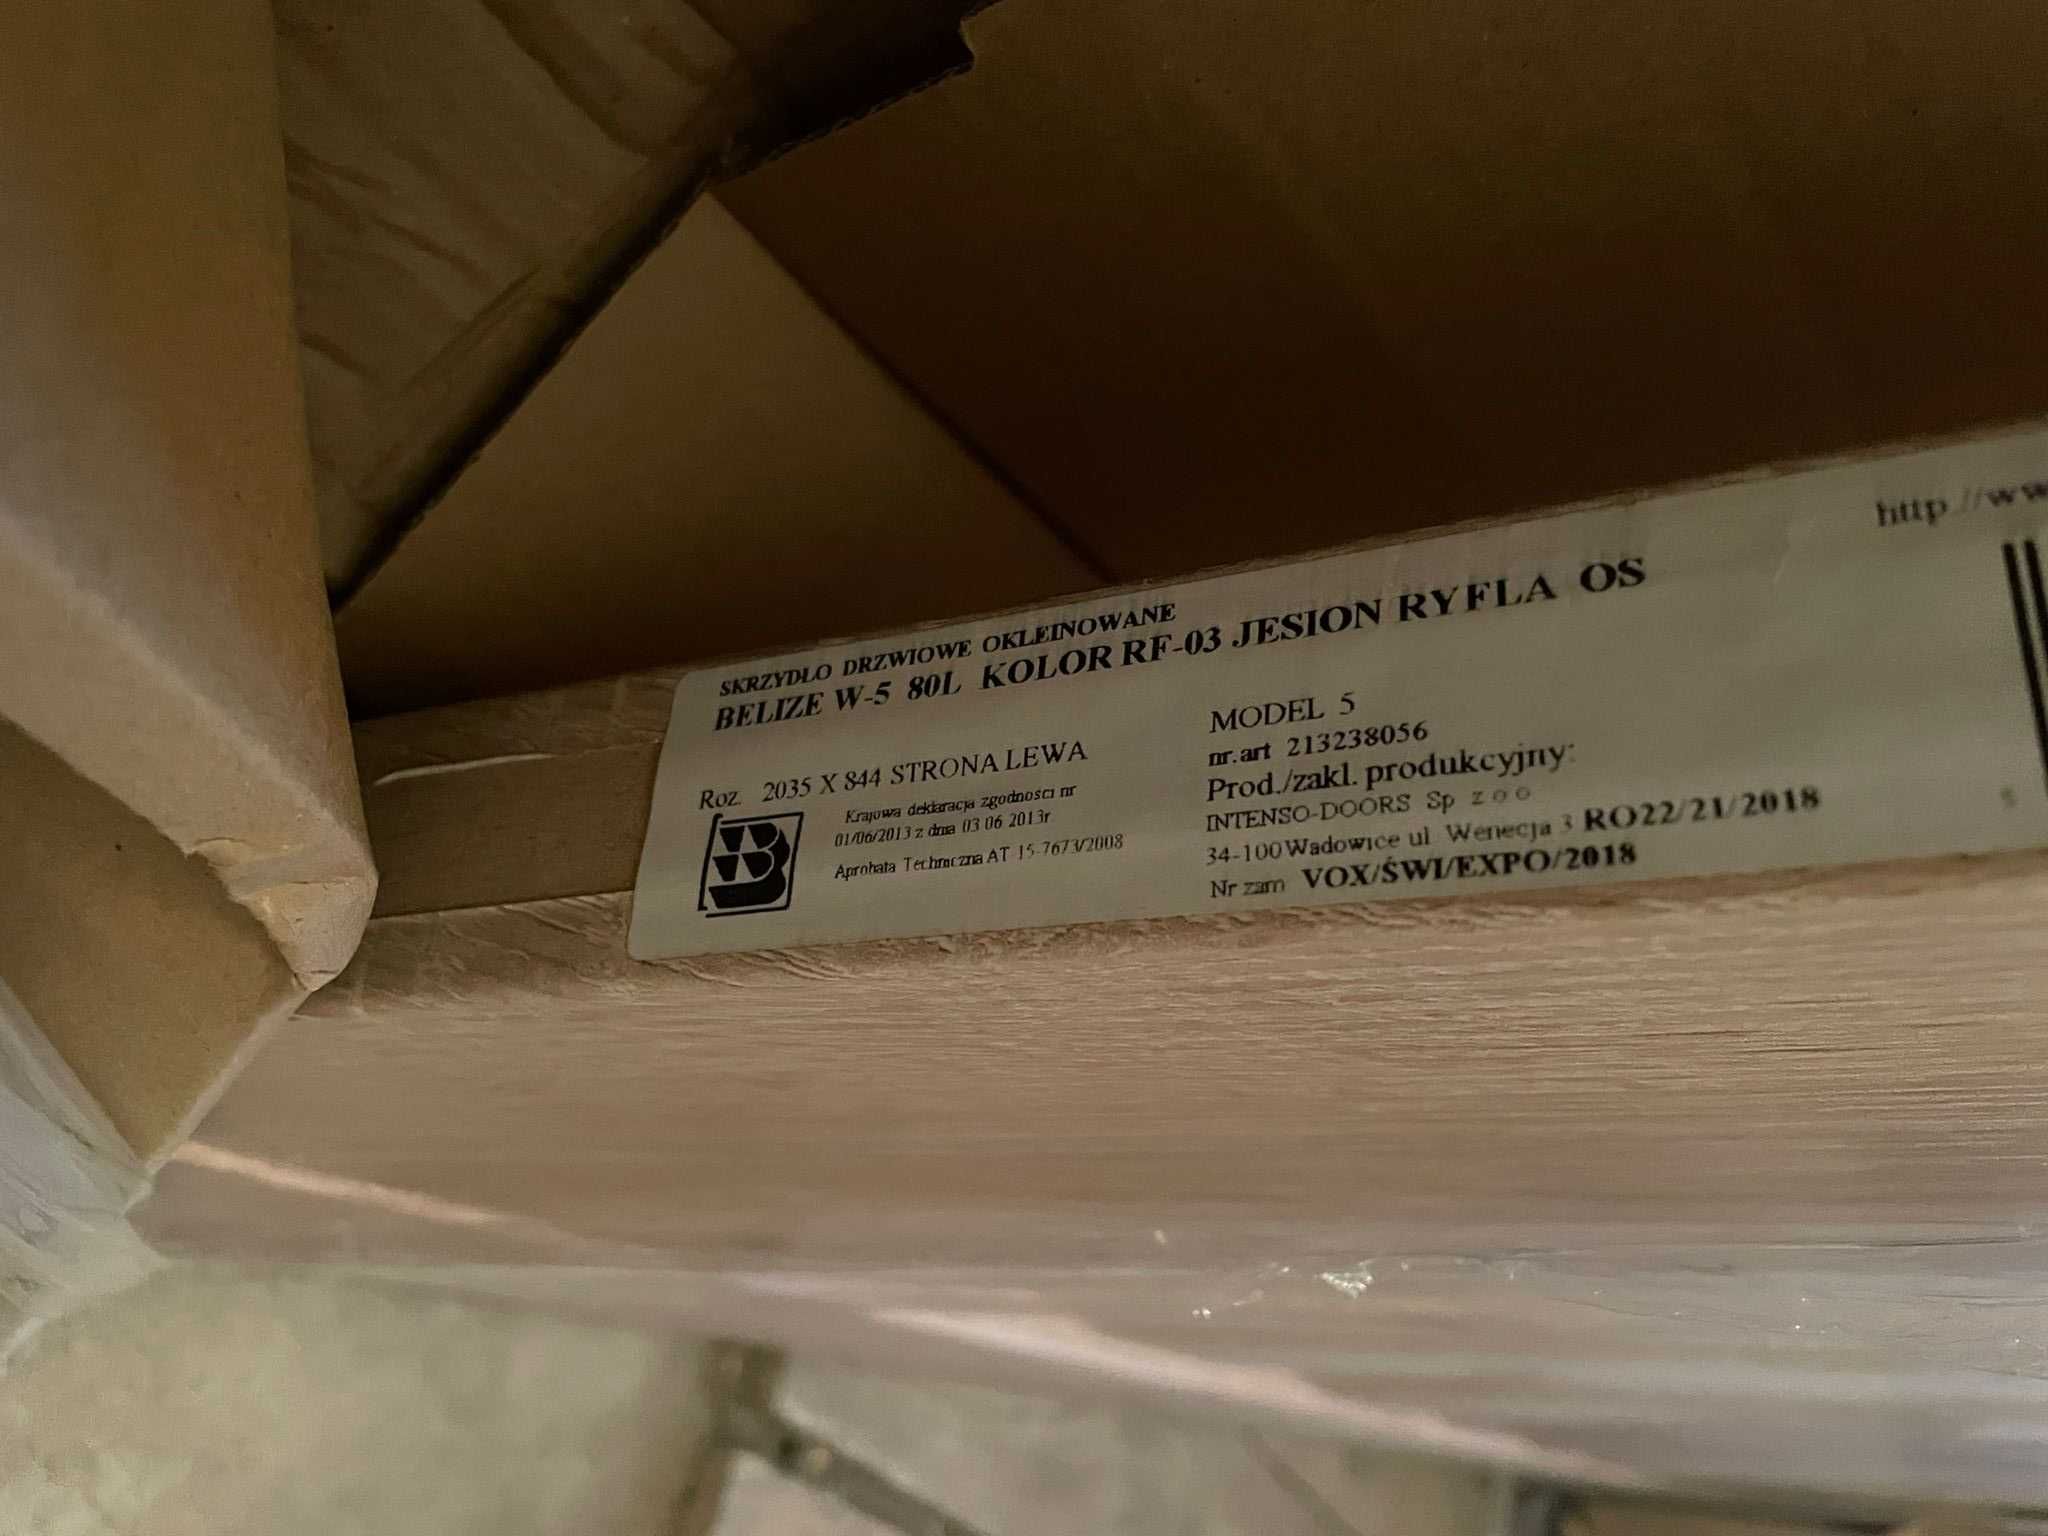 http://ww
SKRZYDŁO DRZWIOWE OKLEINOWANE
BELIZE W-5 80L KOLOR RF-03 JESION RYFLA OS
Roz. 2035 X 844 STRONA LEWA
Krajowa deklaracja zgodności nr
01/06/2013 z dnia 03 06 2013r
Aprobata Techniczna AT 15-7673/2008
B
MODEL 5
nr.art 213238056
Prod./zakl. produkcyjny:
INTENSO-DOORS Sp z o o
34-100 Wadowice ul Wenecja 3 RO22/21/2018
Nr zam VOX/ŚWI/EXPO/2018